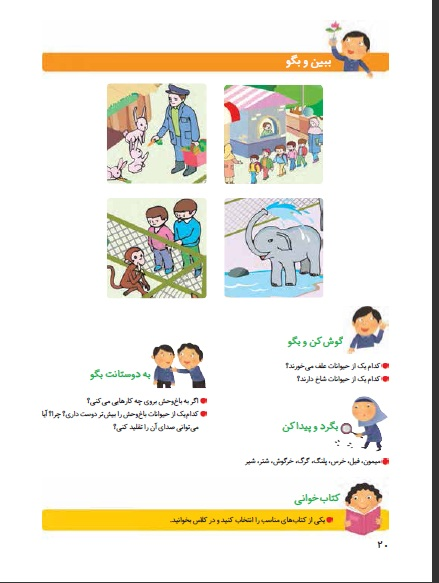 ببین و بگو
گوش کن و بگو
کدام یک از حیوانات علف می‌خورند؟
کدام یک از حیوانات شاخ دارند؟
به دوستانت بگو
اگر به باغ‌وحش بروی چه کارهایی می‌کنی؟
کدام‌یک از حیوانات باغ‌وحش را بیش‌تر دوست داری؟ چرا؟ آیا
می‌توانی صدای آن را تقلید کنی؟
بگرد و پیدا کن
میمون، فیل، خرس، پلنگ، گرگ، خرگوش، شتر، شیر
کتاب‌خوانی
یکی از کتاب‌های مناسب را انتخاب کنید و در کلاس بخوانید.
۲۰